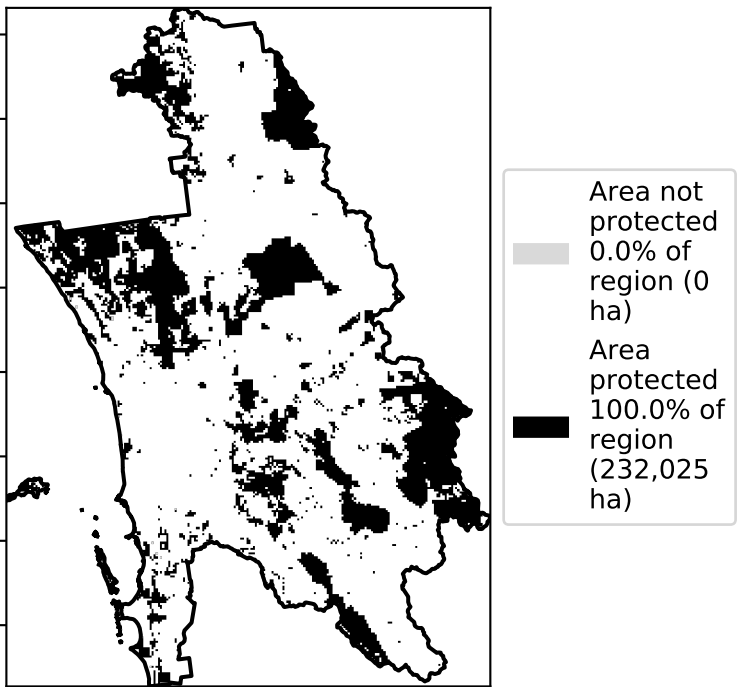 Area not
protected
0.0% of
region (0
ha)
Area
protected
100.0% of
region
(232,025
ha)